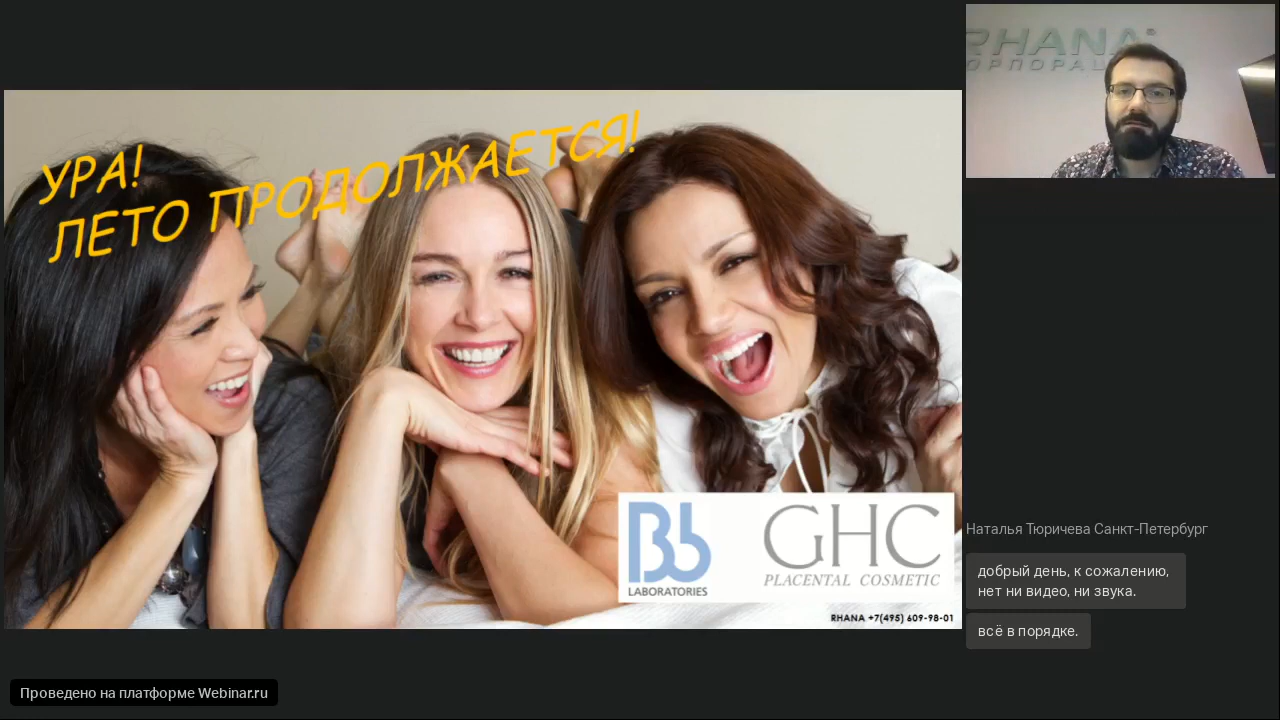 УРА!
ЛЕТО ПРОДОЛЖАЕТСЯ!
Bb
LABORATORIES
GHC
PLACENTAL COSMETIC
RHANA +7(495) 609-98-01
Проведено на платформе Webinar.ru
RHANA
ОРПОРАЦ
Наталья Тюричева Санкт-Петербург
добрый день, к сожалению,
нет ни видео, ни звука.
всё в порядке.